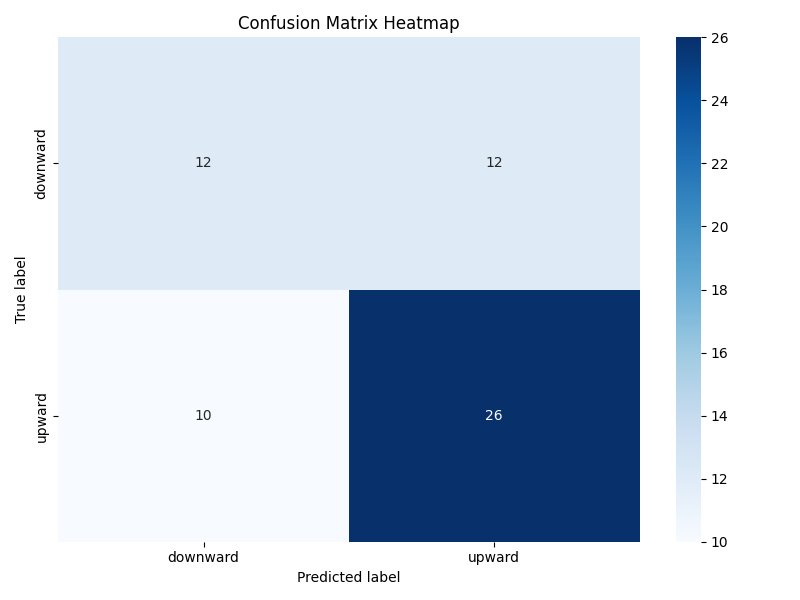 Confusion Matrix Heatmap
True label
downward
12
12
upward
10
26
downward
upward
Predicted label
26
24
22
20
18
16
14
12
10